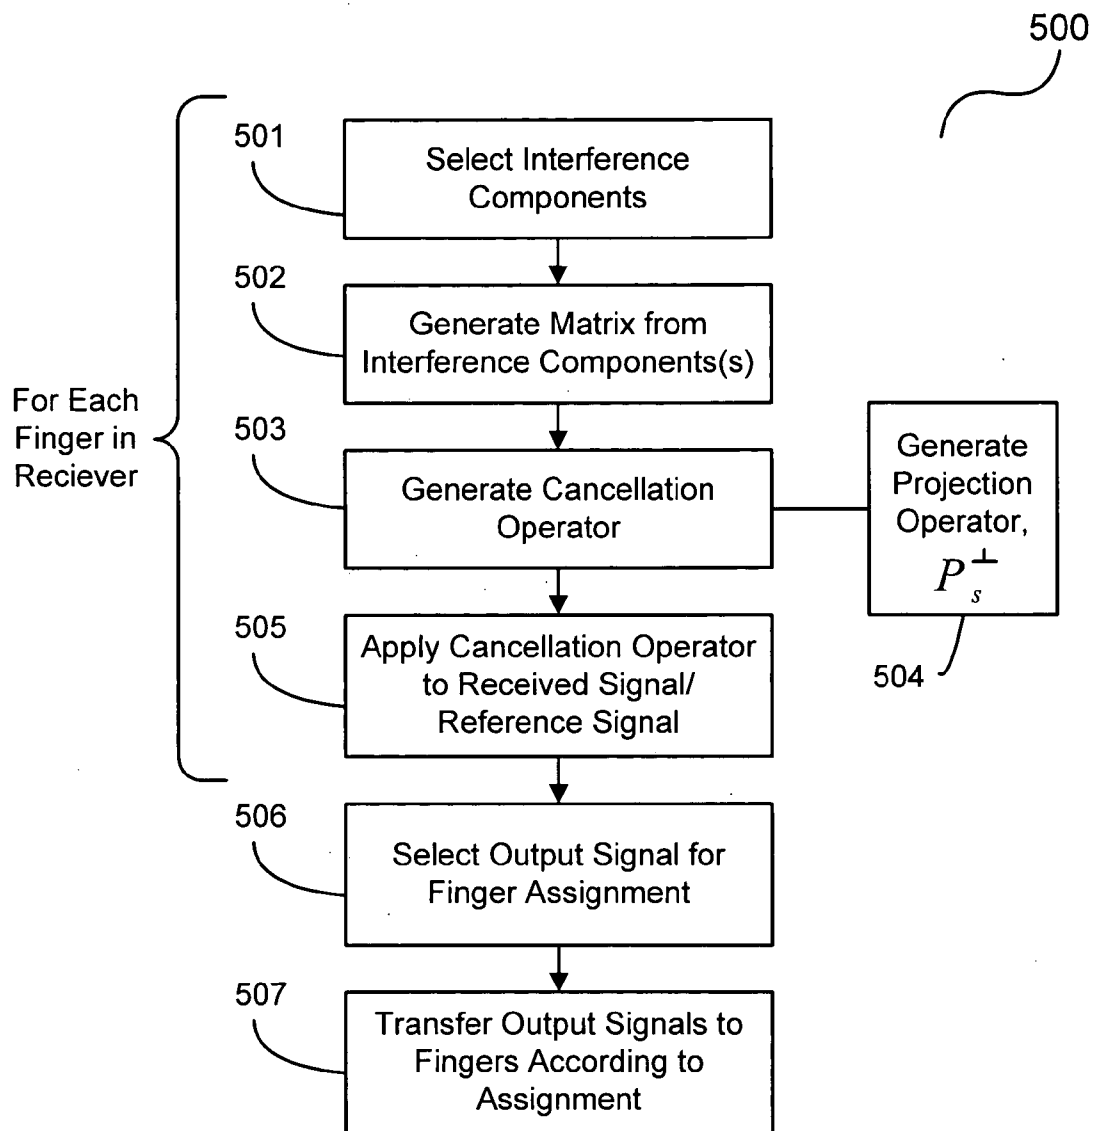 500
501
Select Interference
Components
502
Generate Matrix from
Interference Components(s)
For Each
Finger in
Reciever
503
Generate Cancellation
Operator
Generate
Projection
Operator,
P_s^⊥
504
505
Apply Cancellation Operator
to Received Signal/
Reference Signal
506
Select Output Signal for
Finger Assignment
507
Transfer Output Signals to
Fingers According to
Assignment